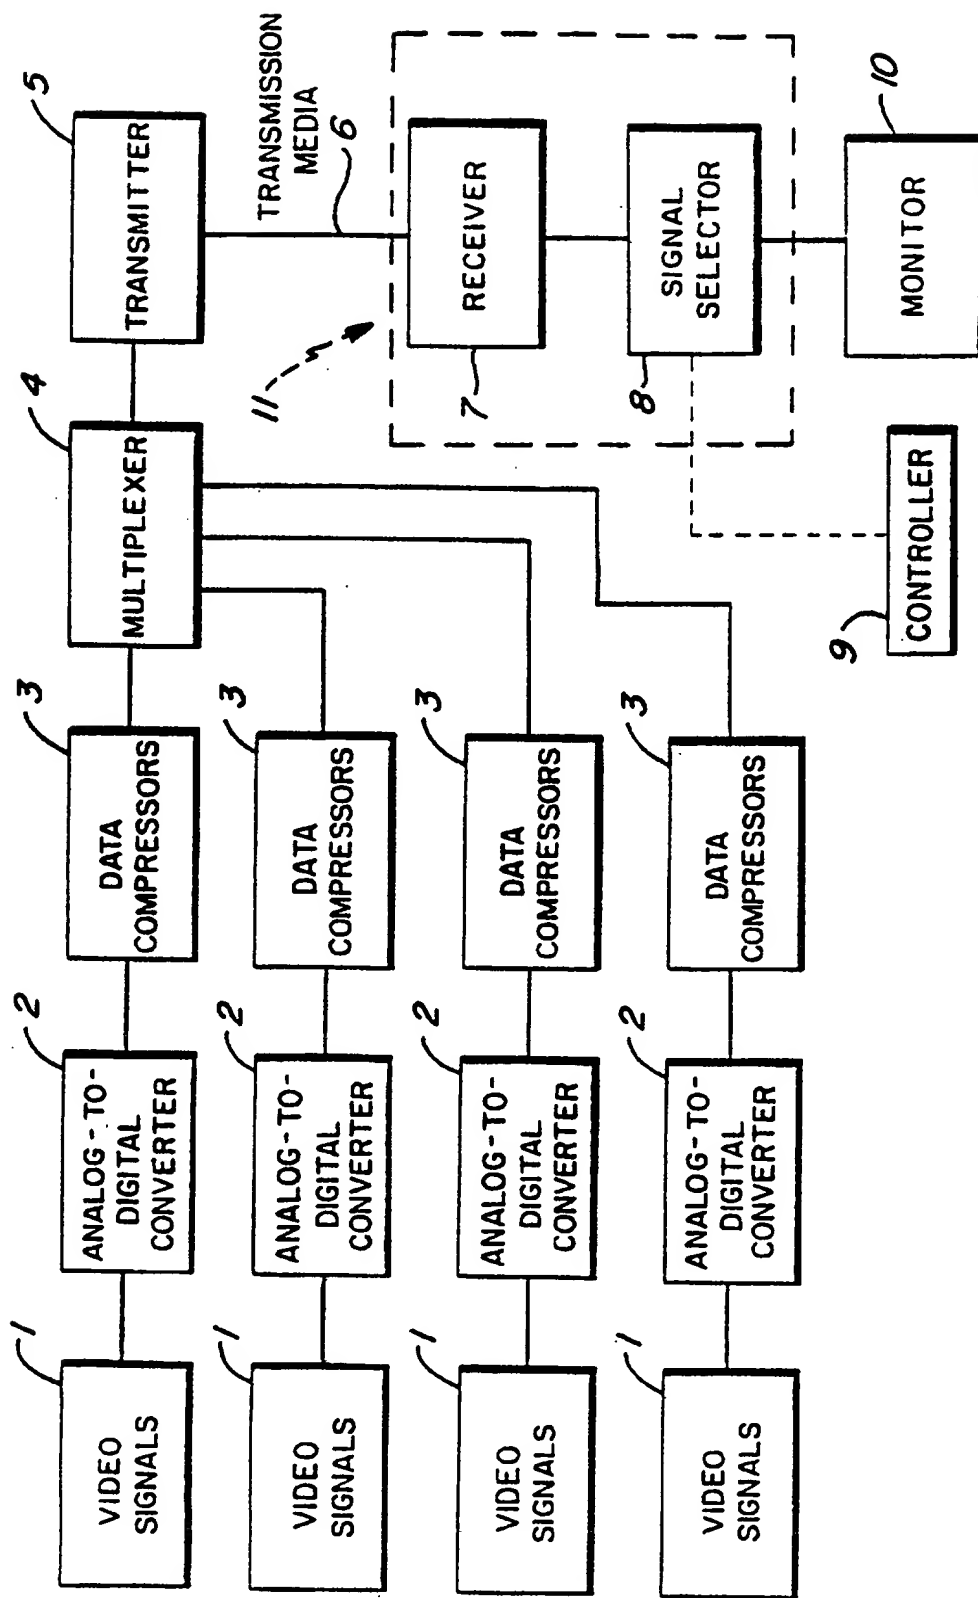 1
VIDEO
SIGNALS
2
ANALOG-TO-
DIGITAL
CONVERTER
3
DATA
COMPRESSORS
4
MULTIPLEXER
5
TRANSMITTER
1
VIDEO
SIGNALS
2
ANALOG-TO-
DIGITAL
CONVERTER
3
DATA
COMPRESSORS
TRANSMISSION
MEDIA
6
1
VIDEO
SIGNALS
2
ANALOG-TO-
DIGITAL
CONVERTER
3
DATA
COMPRESSORS
11
7
RECEIVER
1
VIDEO
SIGNALS
2
ANALOG-TO-
DIGITAL
CONVERTER
3
DATA
COMPRESSORS
8
SIGNAL
SELECTOR
9
CONTROLLER
10
MONITOR